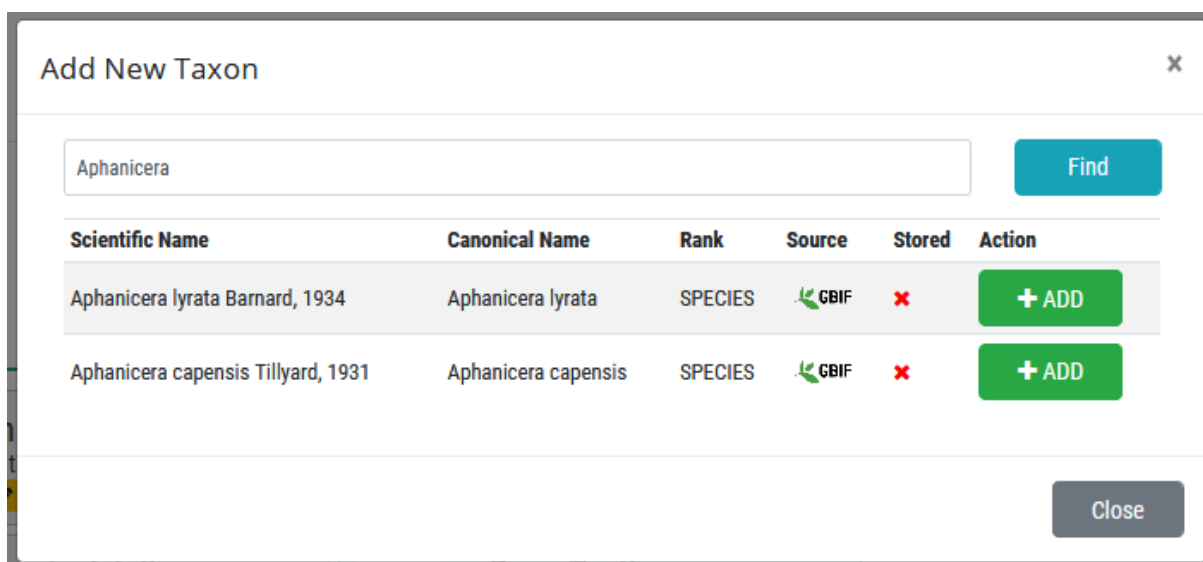 Add New Taxon ×
Aphanicera Find
Scientific Name Canonical Name Rank Source Stored Action
Aphanicera lyrata Barnard, 1934 Aphanicera lyrata SPECIES GBIF ✖ + ADD
Aphanicera capensis Tillyard, 1931 Aphanicera capensis SPECIES GBIF ✖ + ADD
Close